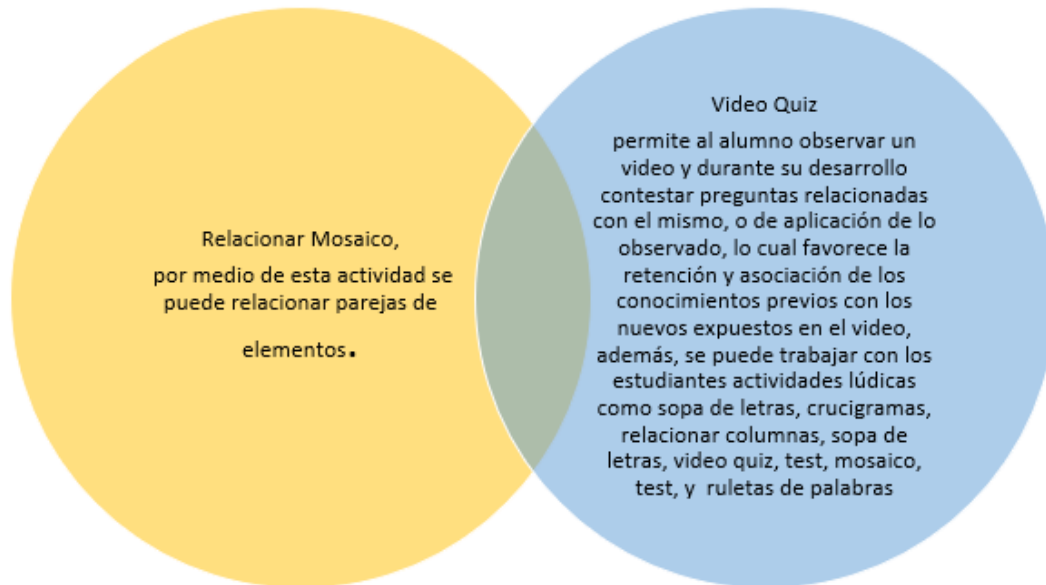 Relacionar Mosaico,
por medio de esta actividad se
puede relacionar parejas de
elementos.
Video Quiz
permite al alumno observar un
video y durante su desarrollo
contestar preguntas relacionadas
con el mismo, o de aplicación de lo
observado, lo cual favorece la
retención y asociación de los
conocimientos previos con los
nuevos expuestos en el video,
además, se puede trabajar con los
estudiantes actividades lúdicas
como sopa de letras, crucigramas,
relacionar columnas, sopa de
letras, video quiz, test, mosaico,
test, y ruletas de palabras